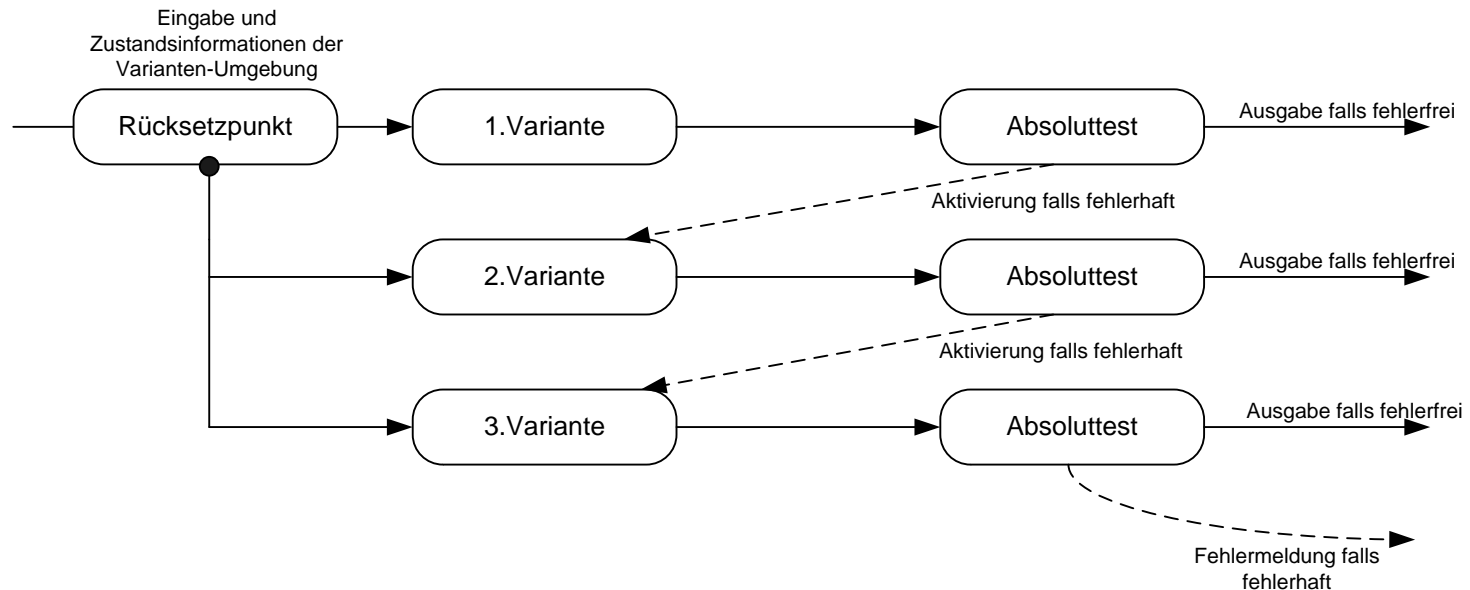 Eingabe und
Zustandsinformationen der
Varianten-Umgebung
Rücksetzpunkt
1.Variante
Absoluttest
Ausgabe falls fehlerfrei
Aktivierung falls fehlerhaft
2.Variante
Absoluttest
Ausgabe falls fehlerfrei
Aktivierung falls fehlerhaft
3.Variante
Absoluttest
Ausgabe falls fehlerfrei
Fehlermeldung falls
fehlerhaft